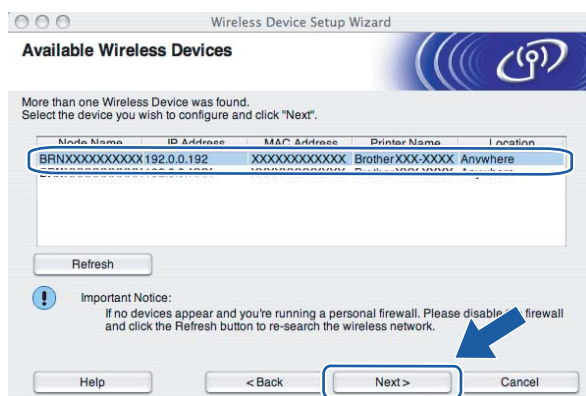 Wireless Device Setup Wizard
Available Wireless Devices
More than one Wireless Device was found.
Select the device you wish to configure and click "Next".
Node Name IP Address MAC Address Printer Name Location
BRNXXXXXXXXXX 192.0.0.192 XXXXXXXXXXXX Brother XXX-XXXX Anywhere
Refresh
Important Notice:
If no devices appear and you're running a personal firewall. Please disable firewall
and click the Refresh button to re-search the wireless network.
Help
< Back
Next >
Cancel